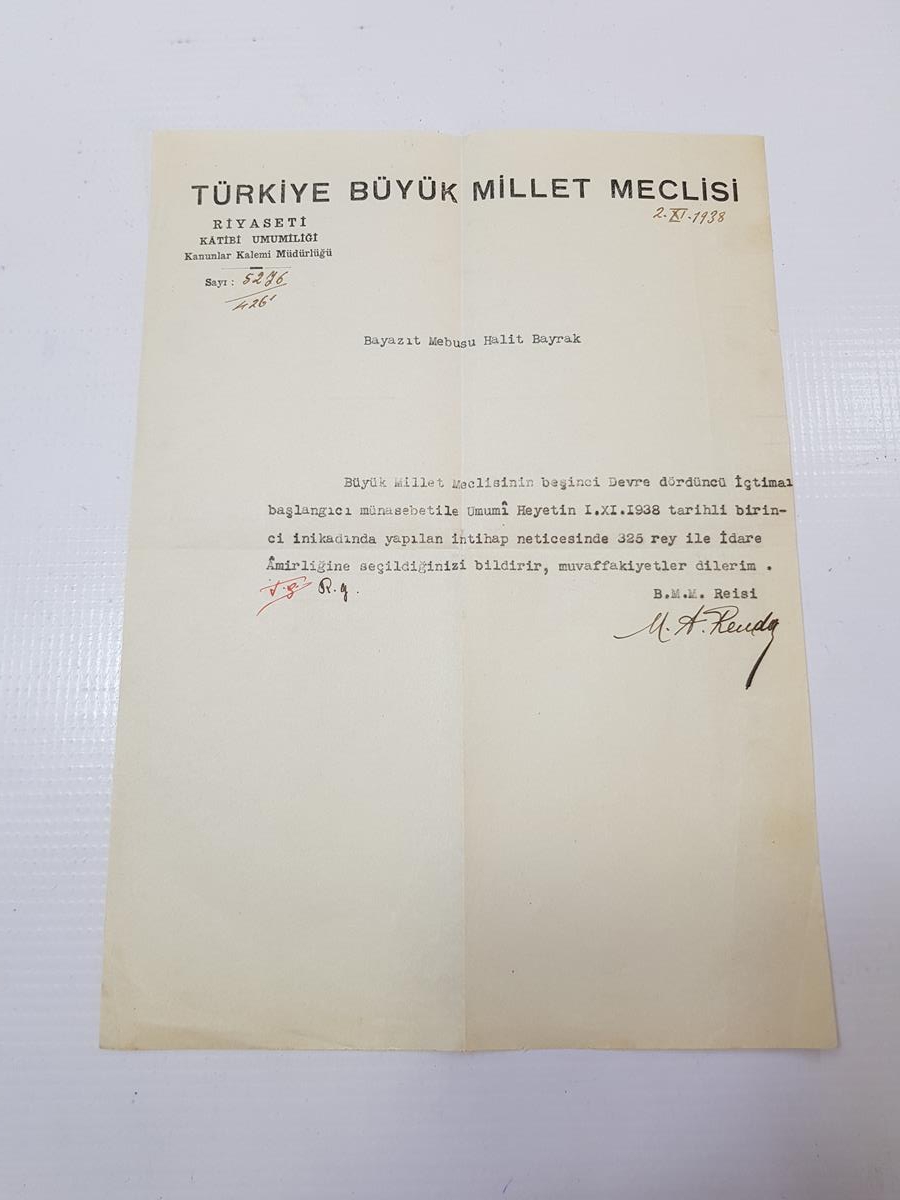 TÜRKİYE BÜYÜK MİLLET MECLİSİ
2.XI.1938
RİYASETİ
KÂTİBİ UMUMİLİĞİ
Kanunlar Kalemi Müdürlüğü
Sayı : 5276
4261
Bayazıt Mebusu Halit Bayrak
Büyük Millet Meclisinin beşinci Devre dördüncü İçtimaı
başlangıcı münasebetile Umumî Heyetin I.XI.I938 tarihli birin-
ci inikadında yapılan intihap neticesinde 325 rey ile İdare
Âmirliğine seçildiğinizi bildirir, muvaffakiyetler dilerim .
R.g.
B.M.M. Reisi
M. A. Renda